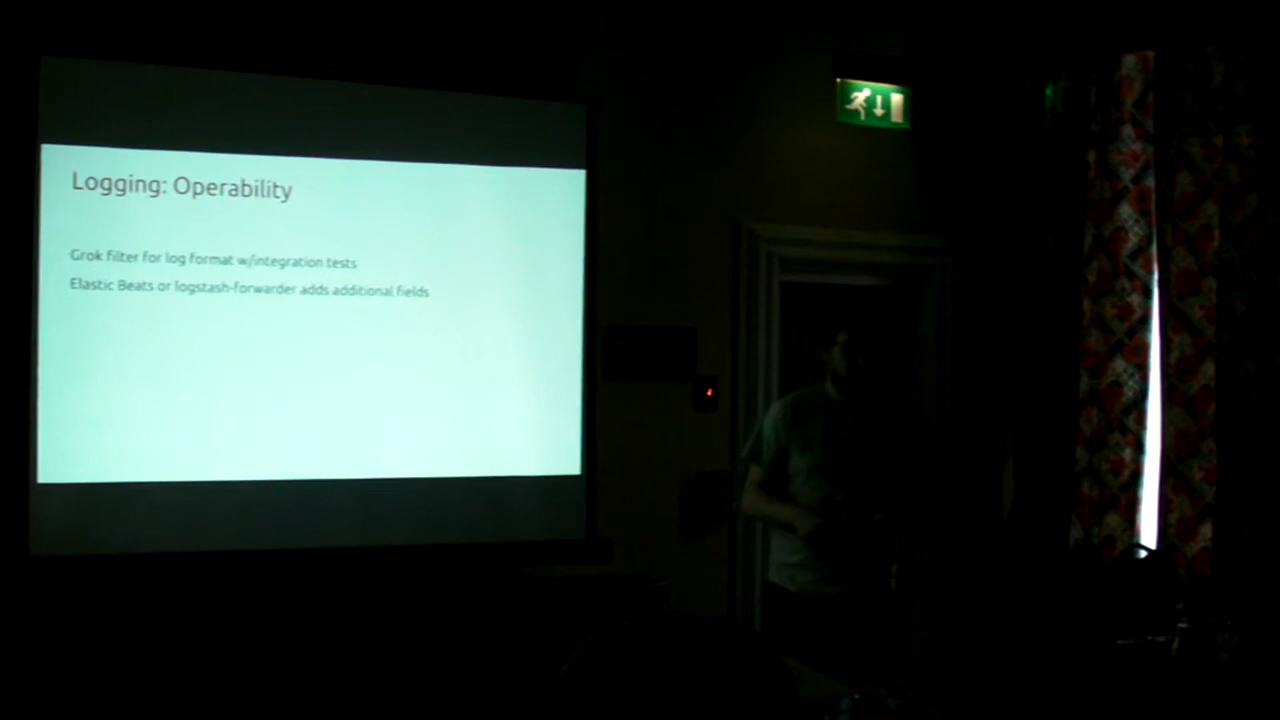 Logging: Operability
Grok filter for log format w/integration tests
Elastic Beats or logstash-forwarder adds additional fields